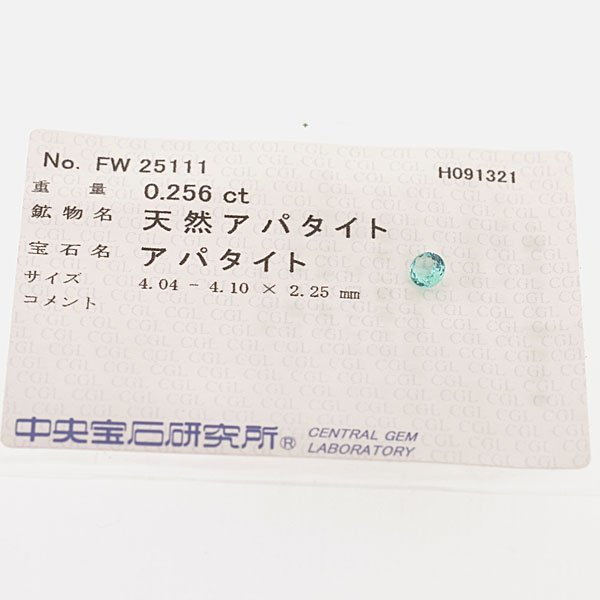 No. FW 25111
H091321
重量 0.256 ct
鉱物名 天然アパタイト
宝石名 アパタイト
サイズ 4.04 - 4.10 × 2.25 mm
コメント
中央宝石研究所® CENTRAL GEM
LABORATORY